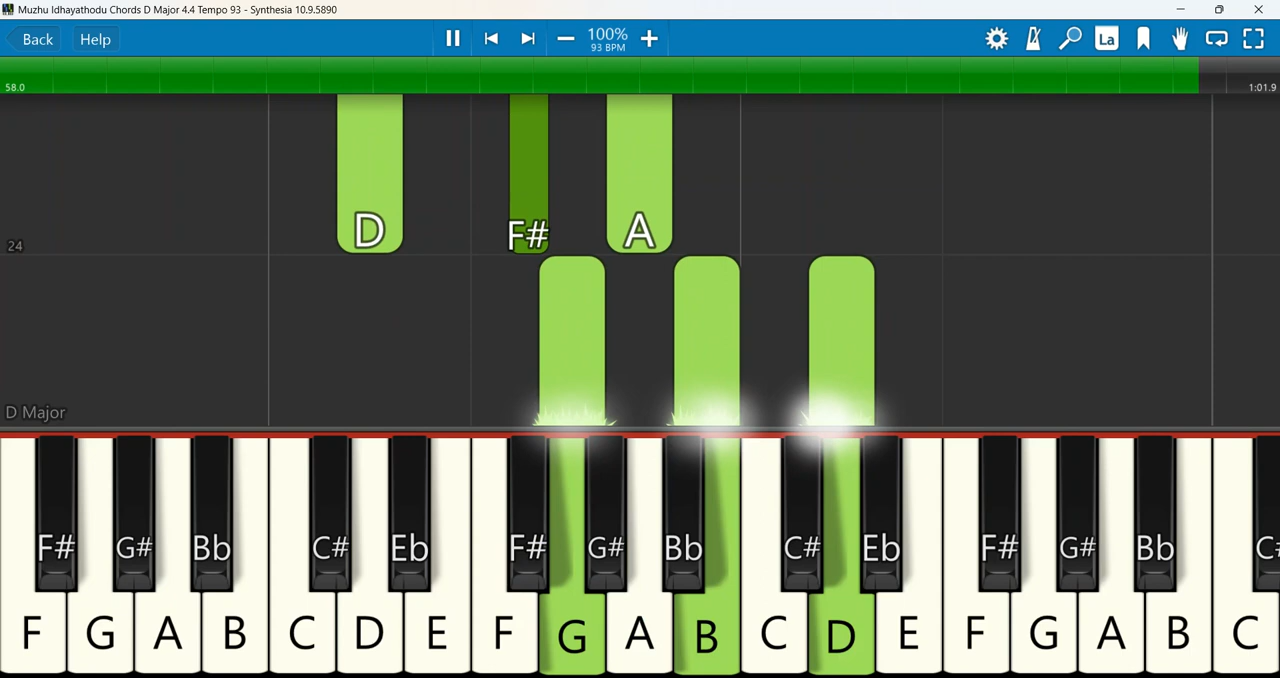 Muzhu Idhayathodu Chords D Major 4.4 Tempo 93 - Synthesia 10.9.5890
Back Help 100% La
93 BPM
58.0 1:01.9
D F# A
24
D Major
F# G# Bb C# Eb F# G# Bb C# Eb F# G# Bb C#
F G A B C D E F G A B C D E F G A B C